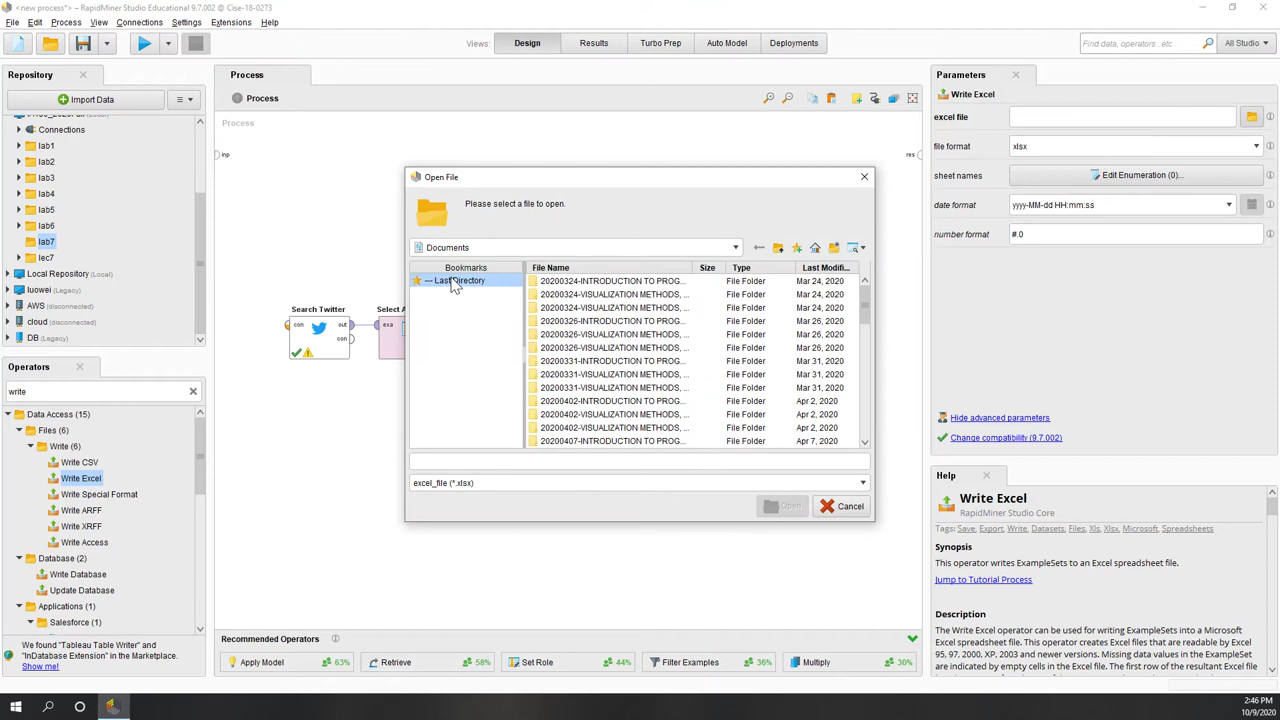 <new process*> – RapidMiner Studio Educational 9.7.002 @ Cise-18-0273
File Edit Process View Connections Settings Extensions Help
Views: Design Results Turbo Prep Auto Model Deployments
Find data, operators...etc All Studio
Repository
Import Data
Connections
lab1
lab2
lab3
lab4
lab5
lab6
lab7
lec7
Local Repository (Local)
luowei (Legacy)
AWS (disconnected)
cloud (disconnected)
DB (Legacy)
Operators
write
Data Access (15)
Files (6)
Write (6)
Write CSV
Write Excel
Write Special Format
Write ARFF
Write XRFF
Write Access
Database (2)
Write Database
Update Database
Applications (1)
Salesforce (1)
We found "Tableau Table Writer" and
"InDatabase Extension" in the Marketplace.
Show me!
Process
Process
Process
inp
res
Search Twitter
con out
con
Select A
exa
Open File
Please select a file to open.
Documents
Bookmarks
--- Last Directory
File Name Size Type Last Modifi...
20200324-INTRODUCTION TO PROG... File Folder Mar 24, 2020
20200324-VISUALIZATION METHODS, ... File Folder Mar 24, 2020
20200324-VISUALIZATION METHODS, ... File Folder Mar 24, 2020
20200326-INTRODUCTION TO PROG... File Folder Mar 26, 2020
20200326-VISUALIZATION METHODS, ... File Folder Mar 26, 2020
20200326-VISUALIZATION METHODS, ... File Folder Mar 26, 2020
20200331-INTRODUCTION TO PROG... File Folder Mar 31, 2020
20200331-VISUALIZATION METHODS, ... File Folder Mar 31, 2020
20200331-VISUALIZATION METHODS, ... File Folder Mar 31, 2020
20200402-INTRODUCTION TO PROG... File Folder Apr 2, 2020
20200402-VISUALIZATION METHODS, ... File Folder Apr 2, 2020
20200402-VISUALIZATION METHODS, ... File Folder Apr 2, 2020
20200407-INTRODUCTION TO PROG... File Folder Apr 7, 2020
excel_file (*.xlsx)
Open Cancel
Recommended Operators
Apply Model 63% Retrieve 58% Set Role 44% Filter Examples 36% Multiply 30%
Parameters
Write Excel
excel file
file format xlsx
sheet names Edit Enumeration (0)...
date format yyyy-MM-dd HH:mm:ss
number format #.0
Hide advanced parameters
Change compatibility (9.7.002)
Help
Write Excel
RapidMiner Studio Core
Tags: Save, Export, Write, Datasets, Files, Xls, Xlsx, Microsoft, Spreadsheets
Synopsis
This operator writes ExampleSets to an Excel spreadsheet file.
Jump to Tutorial Process
Description
The Write Excel operator can be used for writing ExampleSets into a Microsoft
Excel spreadsheet file. This operator creates Excel files that are readable by Excel
95, 97, 2000, XP, 2003 and newer versions. Missing data values in the ExampleSet
are indicated by empty cells in the Excel file. The first row of the resultant Excel file
2:46 PM
10/9/2020